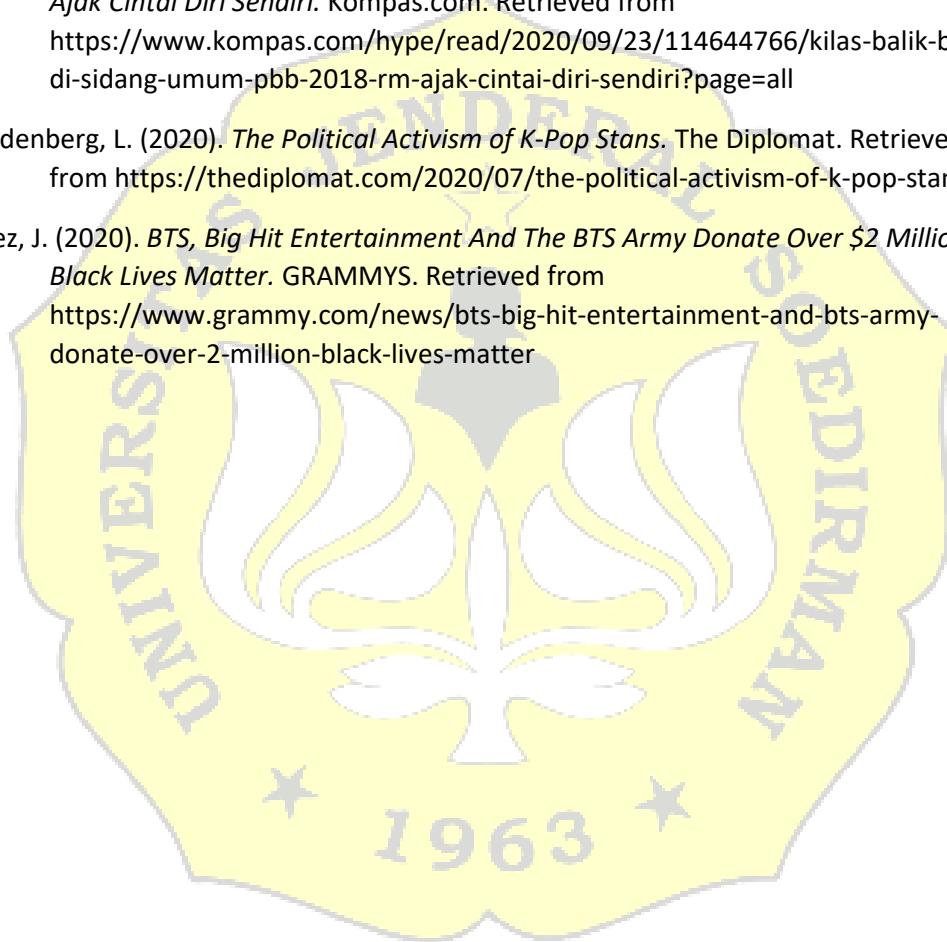 Ajak Cintai Diri Sendiri. Kompas.com. Retrieved from
https://www.kompas.com/hype/read/2020/09/23/114644766/kilas-balik-b
di-sidang-umum-pbb-2018-rm-ajak-cintai-diri-sendiri?page=all
denberg, L. (2020). The Political Activism of K-Pop Stans. The Diplomat. Retrieve
from https://thediplomat.com/2020/07/the-political-activism-of-k-pop-star
ez, J. (2020). BTS, Big Hit Entertainment And The BTS Army Donate Over $2 Millio
Black Lives Matter. GRAMMYS. Retrieved from
https://www.grammy.com/news/bts-big-hit-entertainment-and-bts-army-
donate-over-2-million-black-lives-matter
UNIVERSITAS JENDERAL SOEDIRMAN
1963